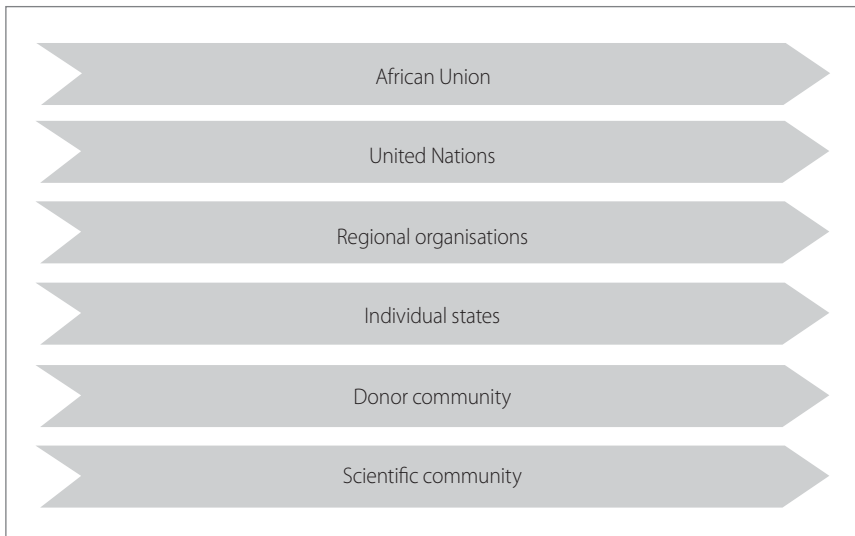 African Union
United Nations
Regional organisations
Individual states
Donor community
Scientific community